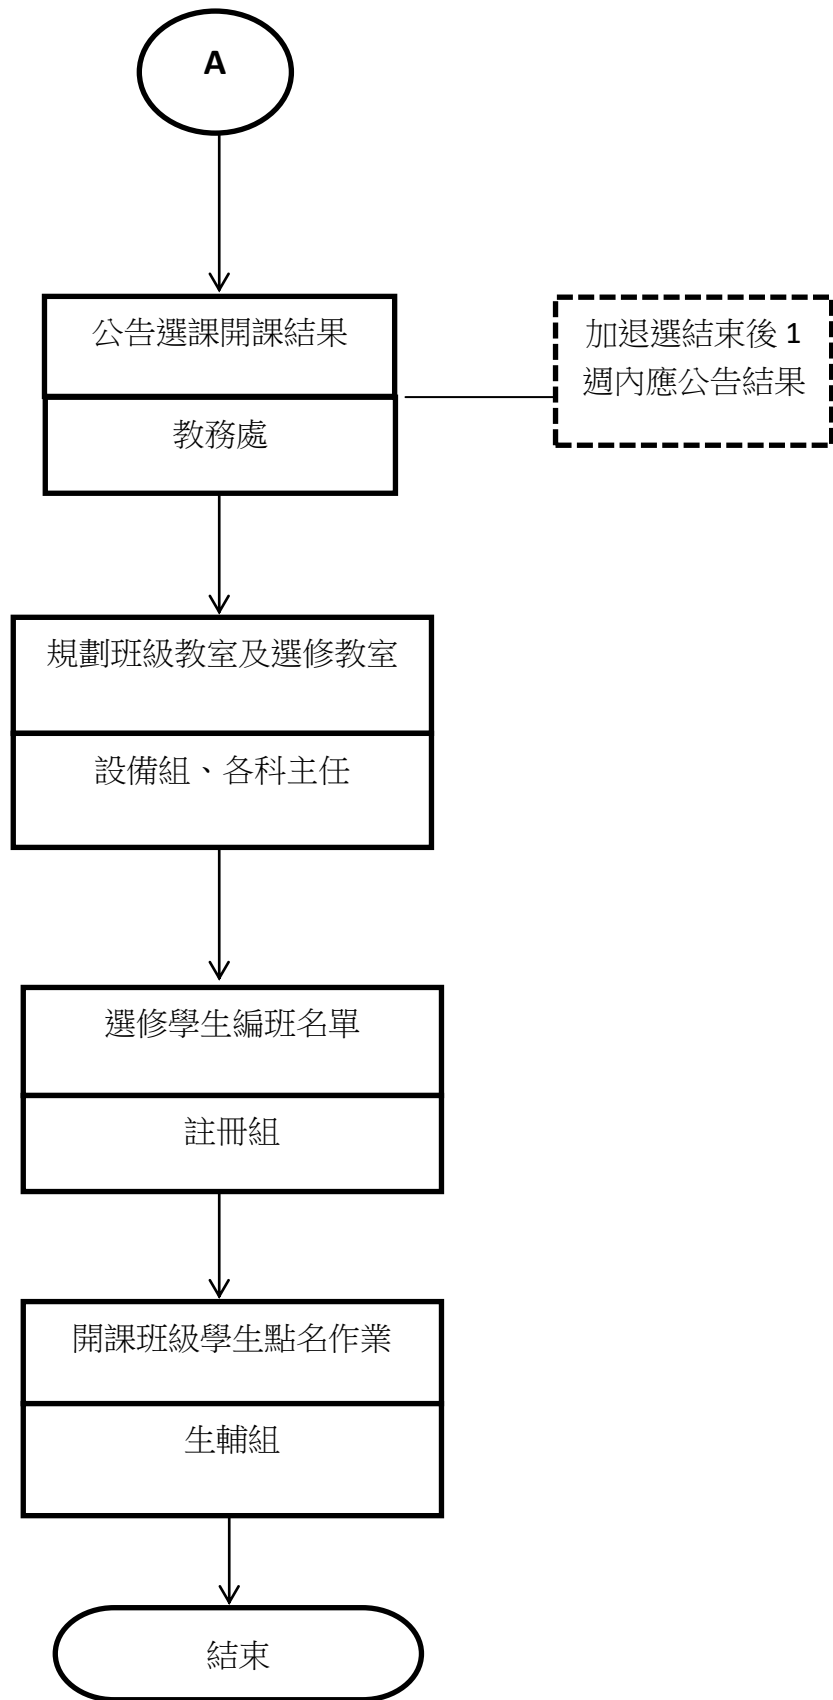 A
公告選課開課結果
教務處
加退選結束後 1
週內應公告結果
規劃班級教室及選修教室
設備組、各科主任
選修學生編班名單
註冊組
開課班級學生點名作業
生輔組
結束